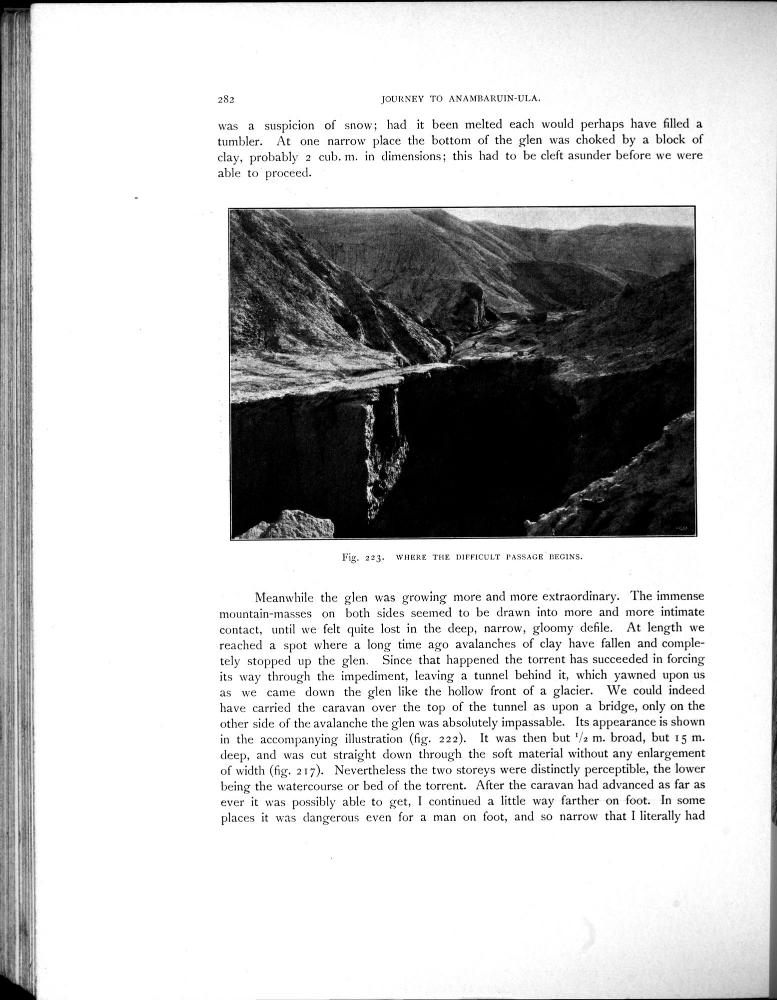 282
JOURNEY TO ANAMBARUIN-ULA.
was a suspicion of snow; had it been melted each would perhaps have filled a
tumbler. At one narrow place the bottom of the glen was choked by a block of
clay, probably 2 cub. m. in dimensions; this had to be cleft asunder before we were
able to proceed.
Fig. 223. WHERE THE DIFFICULT PASSAGE BEGINS.
Meanwhile the glen was growing more and more extraordinary. The immense
mountain-masses on both sides seemed to be drawn into more and more intimate
contact, until we felt quite lost in the deep, narrow, gloomy defile. At length we
reached a spot where a long time ago avalanches of clay have fallen and comple-
tely stopped up the glen. Since that happened the torrent has succeeded in forcing
its way through the impediment, leaving a tunnel behind it, which yawned upon us
as we came down the glen like the hollow front of a glacier. We could indeed
have carried the caravan over the top of the tunnel as upon a bridge, only on the
other side of the avalanche the glen was absolutely impassable. Its appearance is shown
in the accompanying illustration (fig. 222). It was then but 1/2 m. broad, but 15 m.
deep, and was cut straight down through the soft material without any enlargement
of width (fig. 217). Nevertheless the two storeys were distinctly perceptible, the lower
being the watercourse or bed of the torrent. After the caravan had advanced as far as
ever it was possibly able to get, I continued a little way farther on foot. In some
places it was dangerous even for a man on foot, and so narrow that I literally had